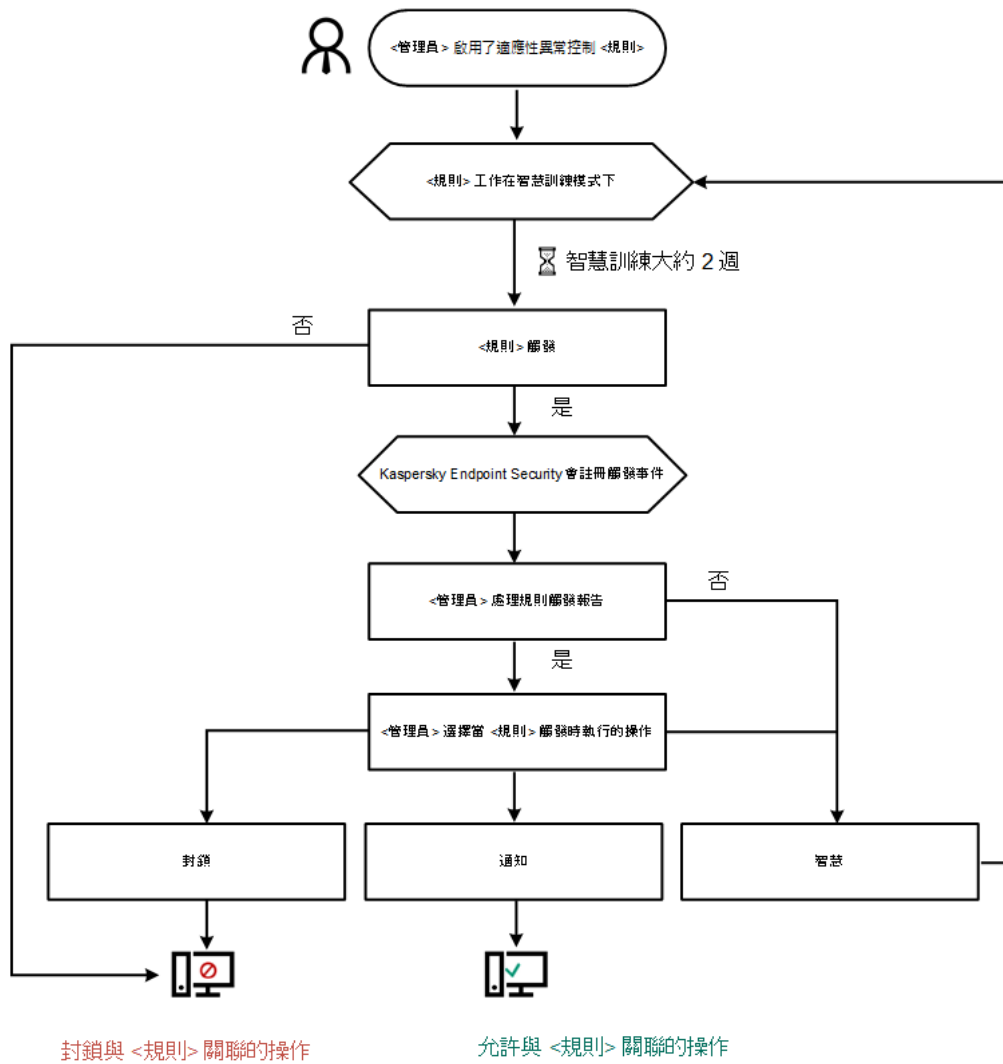 <管理員> 啟用了適應性異常控制 <規則>
<規則> 工作在智慧訓練模式下
智慧訓練大約 2 週
否
<規則> 觸發
是
Kaspersky Endpoint Security 會註冊觸發事件
否
<管理員> 處理規則觸發報告
是
<管理員> 選擇當 <規則> 觸發時執行的操作
封鎖
通知
智慧
封鎖與 <規則> 關聯的操作
允許與 <規則> 關聯的操作